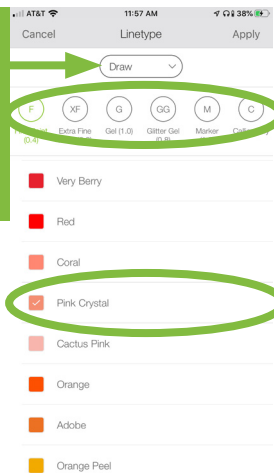 AT&T 11:57 AM 38%
Cancel Linetype Apply
Draw
F XF G GG M C
Extra Fine Gel (1.0) Glitter Gel Marker
(0.4) (0.8)
Very Berry
Red
Coral
Pink Crystal
Cactus Pink
Orange
Adobe
Orange Peel